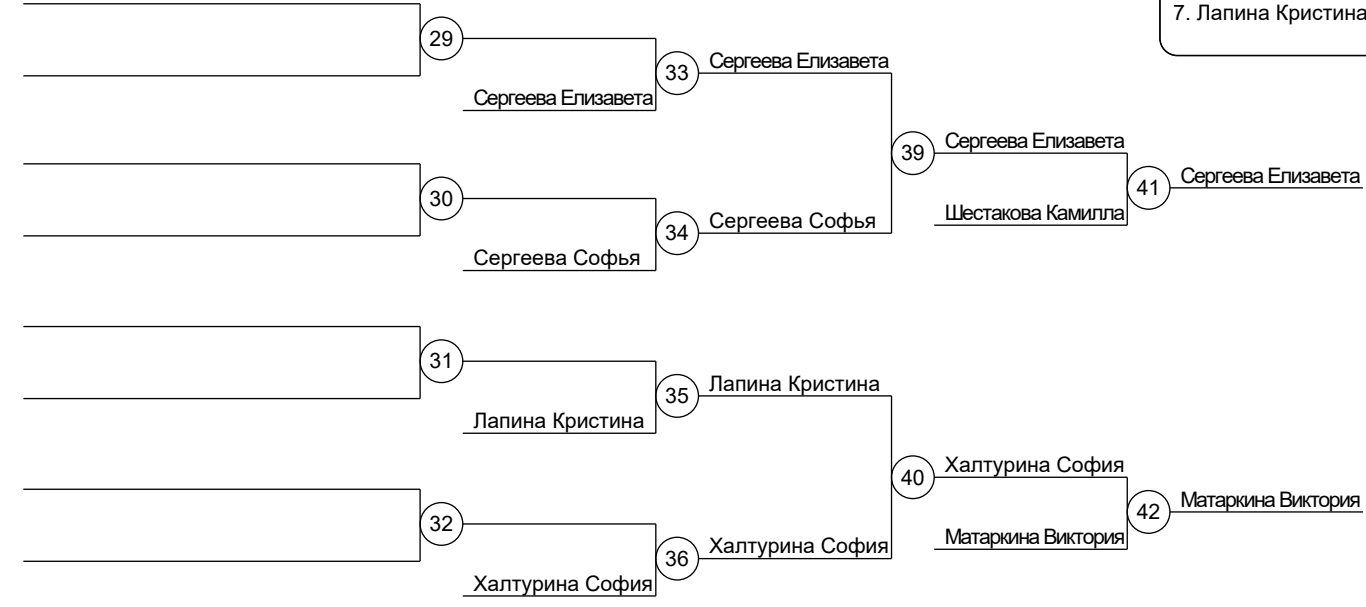 7. Лапина Кристина
29
33
Сергеева Елизавета
Сергеева Елизавета
39
Сергеева Елизавета
41
Сергеева Елизавета
30
34
Сергеева Софья
Шестакова Камилла
Сергеева Софья
31
35
Лапина Кристина
Лапина Кристина
40
Халтурина София
42
Матаркина Виктория
32
36
Халтурина София
Матаркина Виктория
Халтурина София